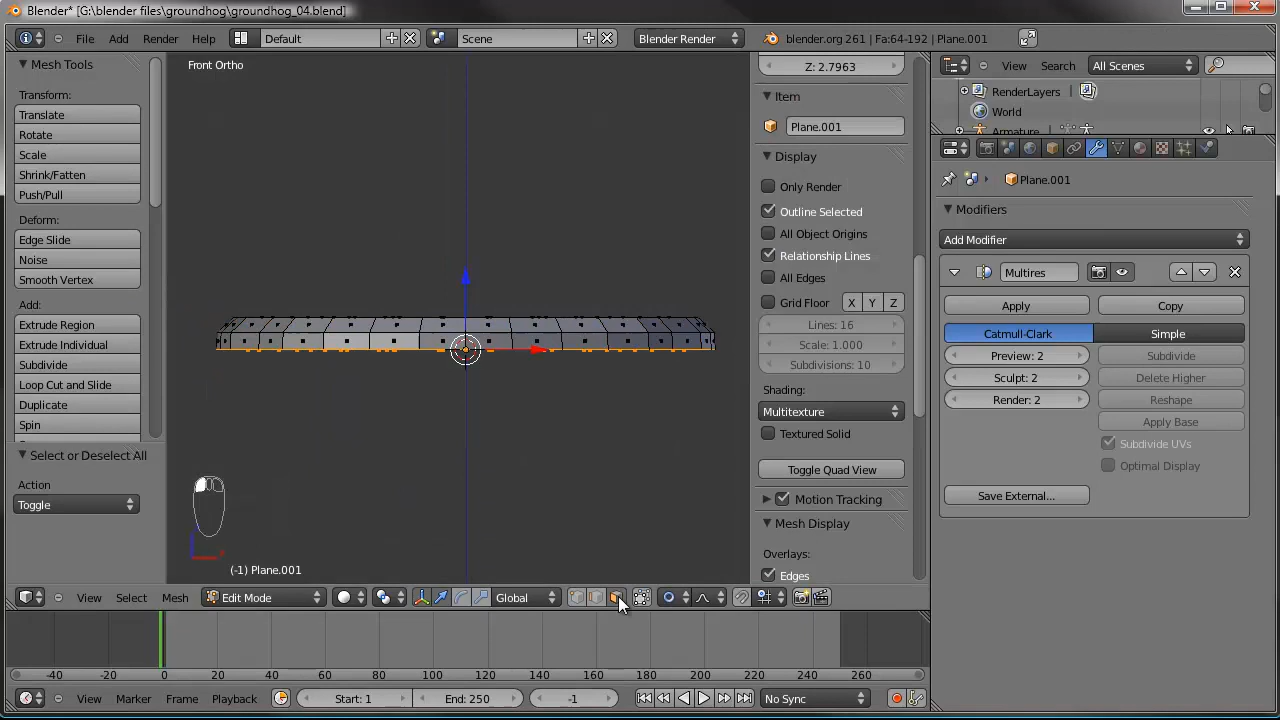 Blender* [G:\blender files\groundhog\groundhog_04.blend]
File Add Render Help
Default
Scene
Blender Render
blender.org 261 | Fa:64-192 | Plane.001
Mesh Tools
Transform:
Translate
Rotate
Scale
Shrink/Fatten
Push/Pull
Deform:
Edge Slide
Noise
Smooth Vertex
Add:
Extrude Region
Extrude Individual
Subdivide
Loop Cut and Slide
Duplicate
Spin
Select or Deselect All
Action
Toggle
Front Ortho
(-1) Plane.001
Z: 2.7963
Item
Plane.001
Display
Only Render
Outline Selected
All Object Origins
Relationship Lines
All Edges
Grid Floor X Y Z
Lines: 16
Scale: 1.000
Subdivisions: 10
Shading:
Multitexture
Textured Solid
Toggle Quad View
Motion Tracking
Mesh Display
Overlays:
Edges
View Search All Scenes
RenderLayers
World
Armature
Plane.001
Modifiers
Add Modifier
Multires
Apply Copy
Catmull-Clark Simple
Preview: 2 Subdivide
Sculpt: 2 Delete Higher
Render: 2 Reshape
Apply Base
Subdivide UVs
Optimal Display
Save External...
View Select Mesh Edit Mode Global
-40 -20 0 20 40 60 80 100 120 140 160 180 200 220 240 260
View Marker Frame Playback Start: 1 End: 250 -1 No Sync